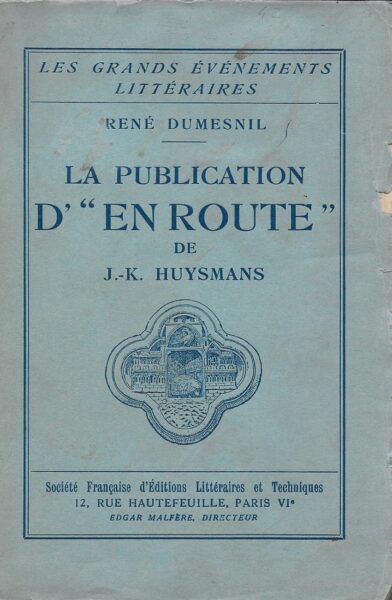 LES GRANDS ÉVÉNEMENTS
LITTÉRAIRES
RENÉ DUMESNIL
LA PUBLICATION
D' "EN ROUTE"
DE
J.-K. HUYSMANS
Société Française d'Éditions Littéraires et Techniques
12, RUE HAUTEFEUILLE, PARIS VIe
EDGAR MALFÈRE, DIRECTEUR